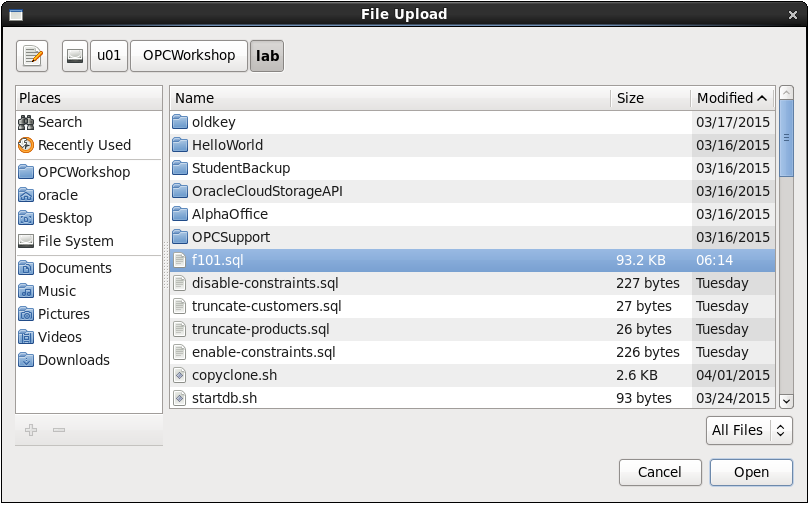 File Upload
u01 OPCWorkshop lab
Places
Search
Recently Used
OPCWorkshop
oracle
Desktop
File System
Documents
Music
Pictures
Videos
Downloads
Name Size Modified
oldkey 03/17/2015
HelloWorld 03/16/2015
StudentBackup 03/16/2015
OracleCloudStorageAPI 03/16/2015
AlphaOffice 03/16/2015
OPCSupport 03/16/2015
f101.sql 93.2 KB 06:14
disable-constraints.sql 227 bytes Tuesday
truncate-customers.sql 27 bytes Tuesday
truncate-products.sql 26 bytes Tuesday
enable-constraints.sql 226 bytes Tuesday
copyclone.sh 2.6 KB 04/01/2015
startdb.sh 93 bytes 03/24/2015
All Files
Cancel Open